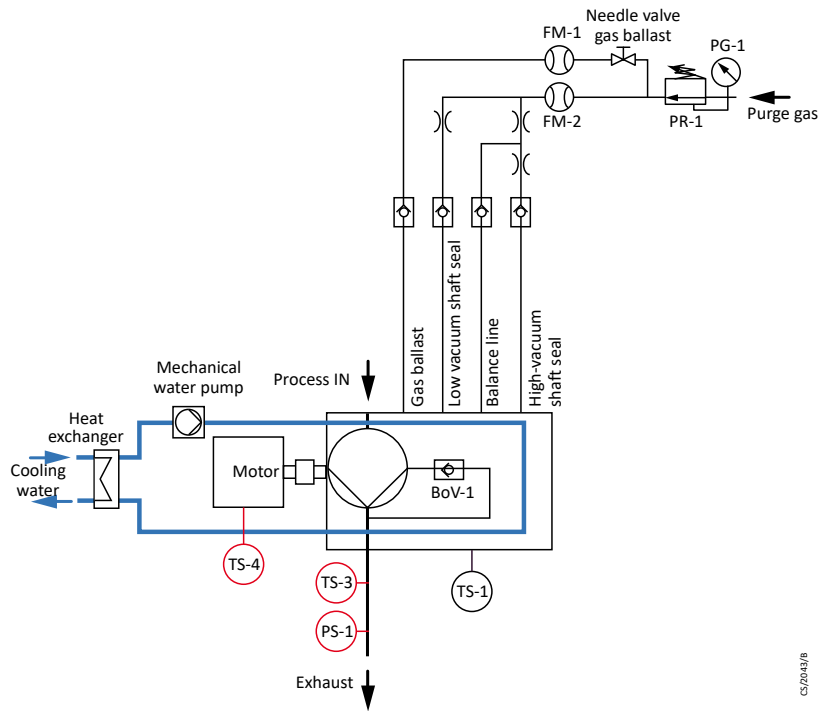 Needle valve
gas ballast
FM-1
PG-1
FM-2
PR-1
Purge gas
Gas ballast
Low vacuum shaft seal
Balance line
High-vacuum
shaft seal
Mechanical
water pump
Process IN
Heat
exchanger
Cooling
water
Motor
BoV-1
TS-4
TS-3
TS-1
PS-1
Exhaust
CS/2043/B